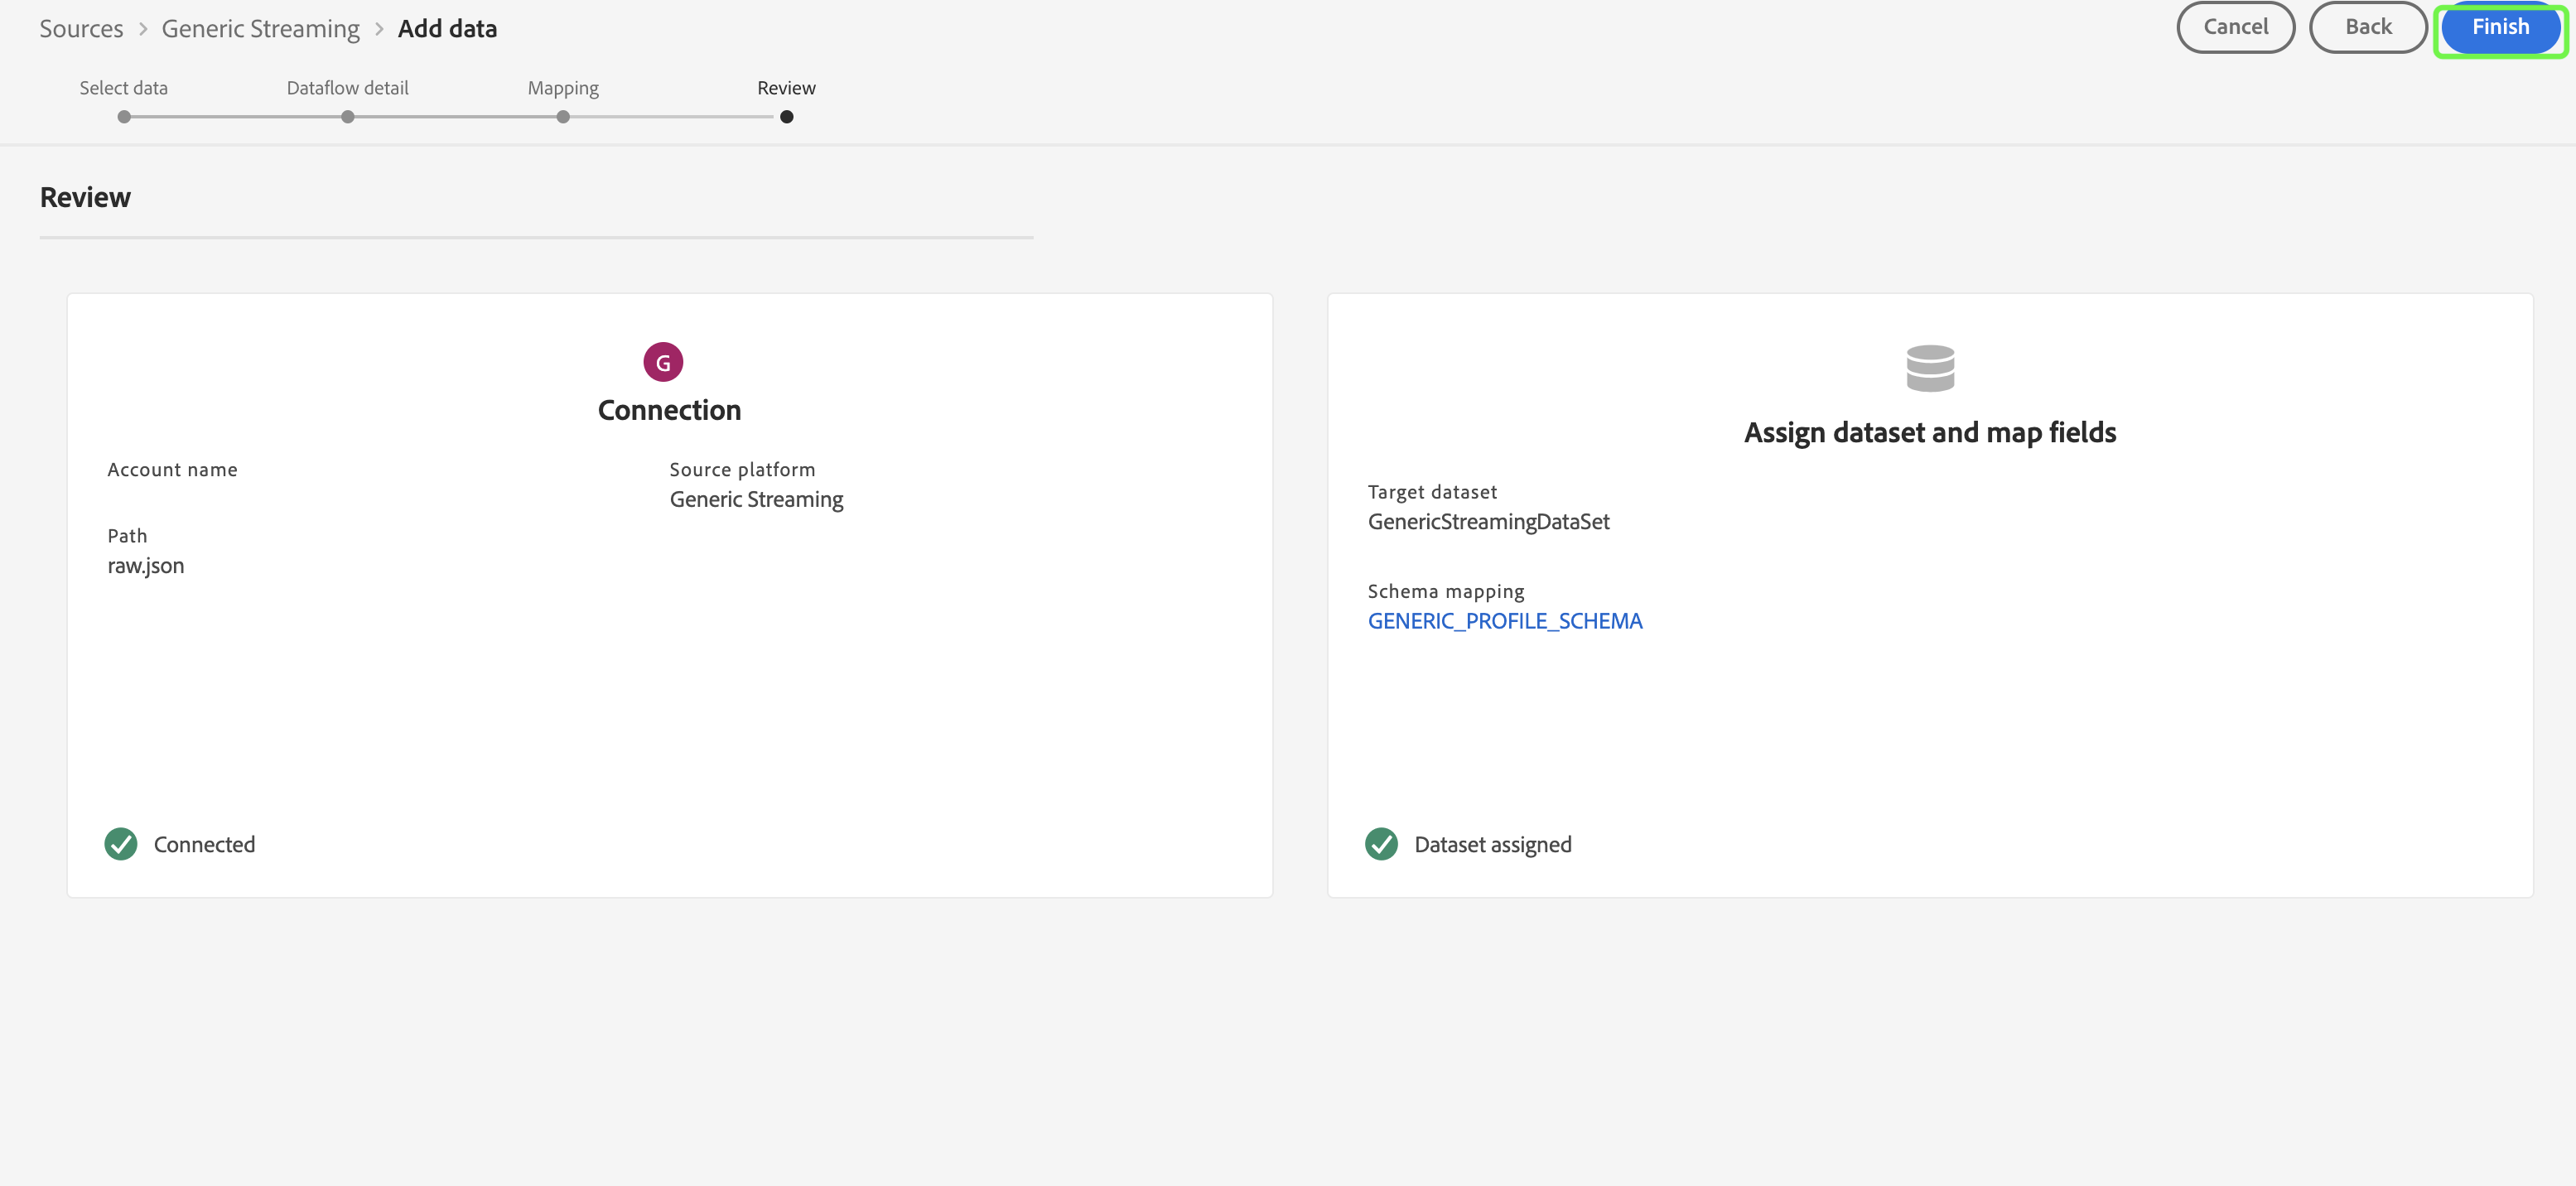 Sources > Generic Streaming > Add data
Cancel Back Finish
Select data Dataflow detail Mapping Review
Review
G
Connection
Account name Source platform
Generic Streaming
Path
raw.json
Connected
Assign dataset and map fields
Target dataset
GenericStreamingDataSet
Schema mapping
GENERIC_PROFILE_SCHEMA
Dataset assigned